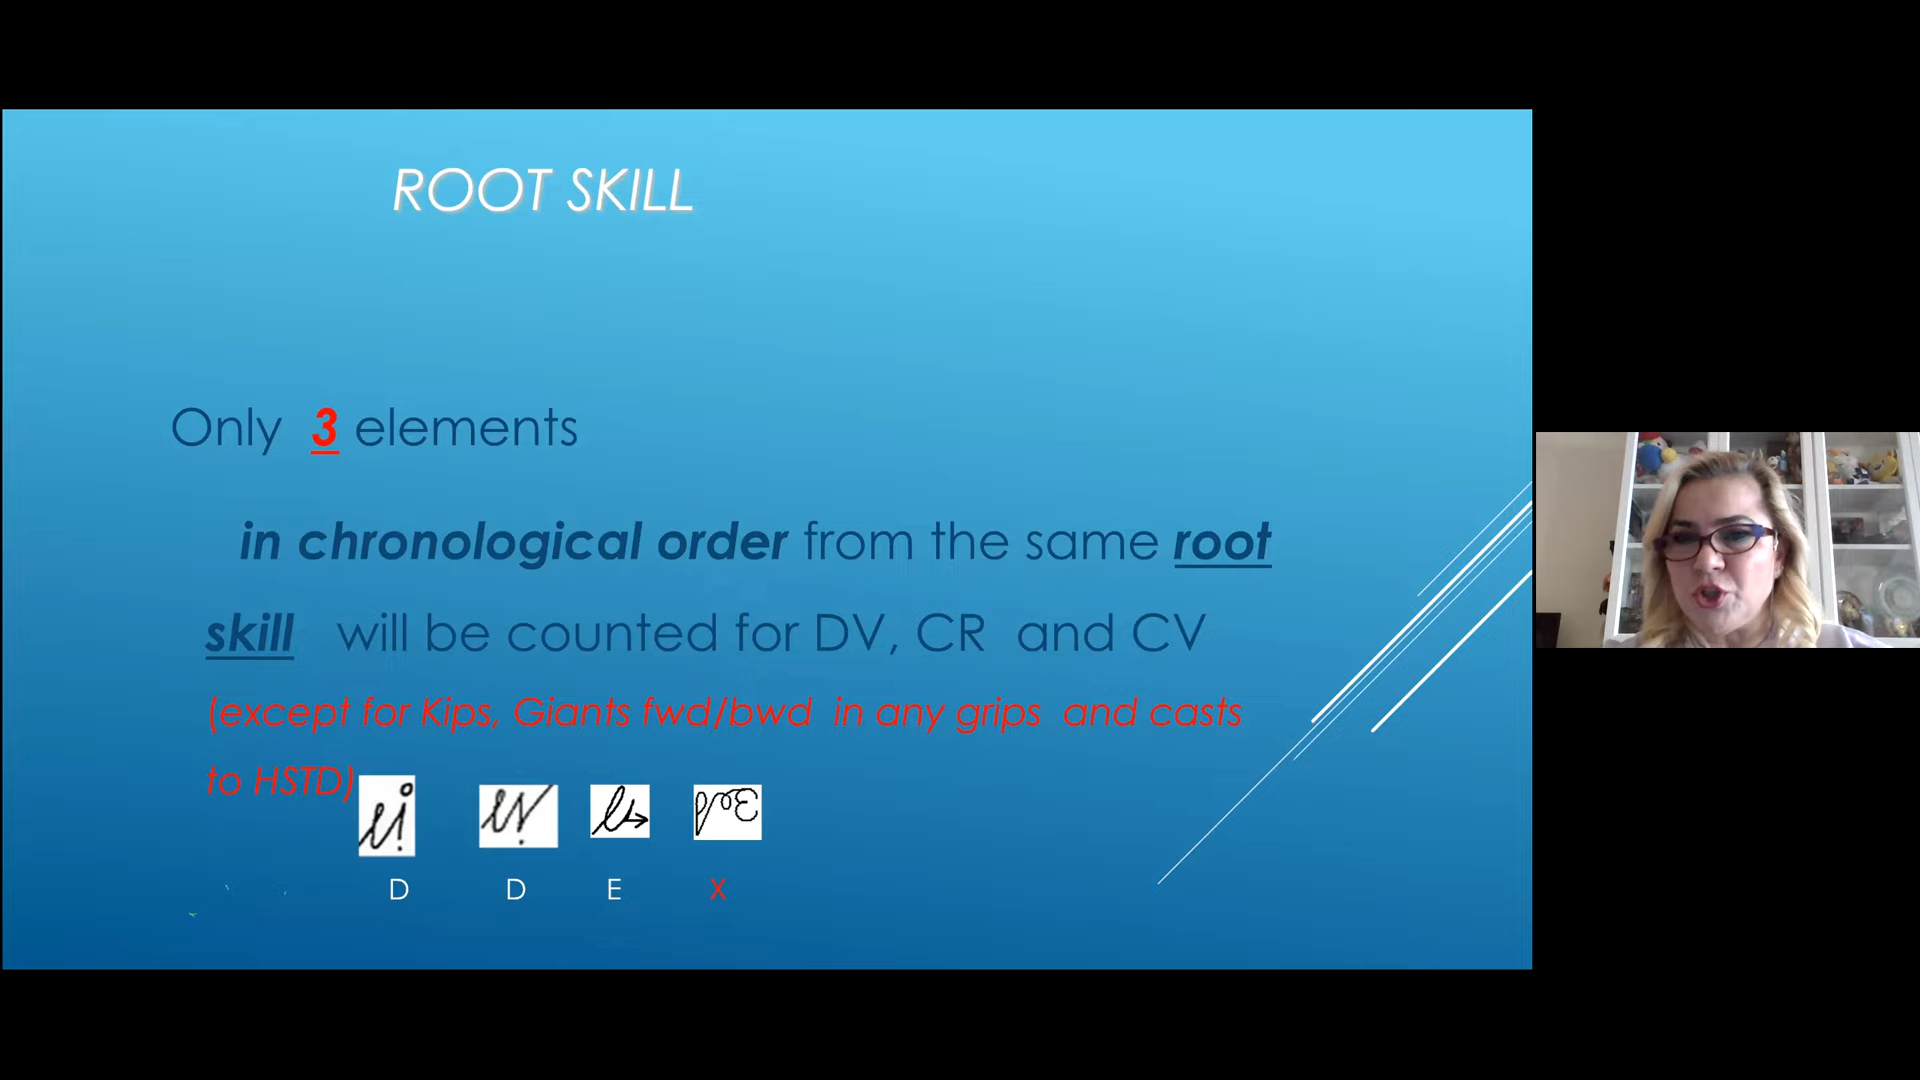 ROOT SKILL
Only 3 elements
in chronological order from the same root
skill will be counted for DV, CR and CV
(except for Kips, Giants fwd/bwd in any grips and casts
to HSTD)
D D E X